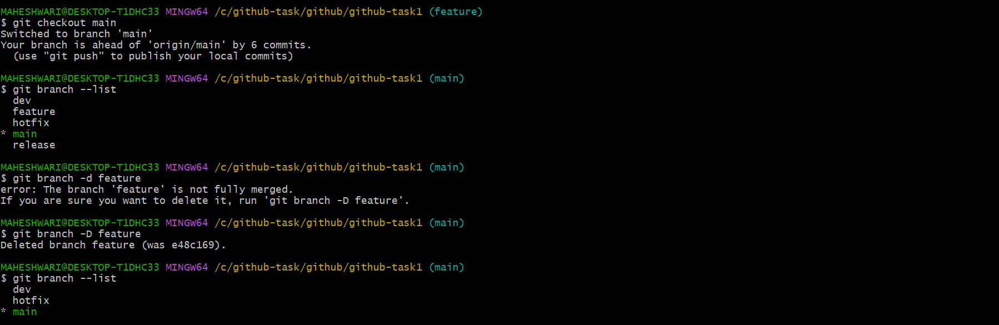 MAHESHWARI@DESKTOP-T1DHC33 MINGW64 /c/github-task/github/github-task1 (feature)
$ git checkout main
Switched to branch 'main'
Your branch is ahead of 'origin/main' by 6 commits.
  (use "git push" to publish your local commits)

MAHESHWARI@DESKTOP-T1DHC33 MINGW64 /c/github-task/github/github-task1 (main)
$ git branch --list
  dev
  feature
  hotfix
* main
  release

MAHESHWARI@DESKTOP-T1DHC33 MINGW64 /c/github-task/github/github-task1 (main)
$ git branch -d feature
error: The branch 'feature' is not fully merged.
If you are sure you want to delete it, run 'git branch -D feature'.

MAHESHWARI@DESKTOP-T1DHC33 MINGW64 /c/github-task/github/github-task1 (main)
$ git branch -D feature
Deleted branch feature (was e48c169).

MAHESHWARI@DESKTOP-T1DHC33 MINGW64 /c/github-task/github/github-task1 (main)
$ git branch --list
  dev
  hotfix
* main